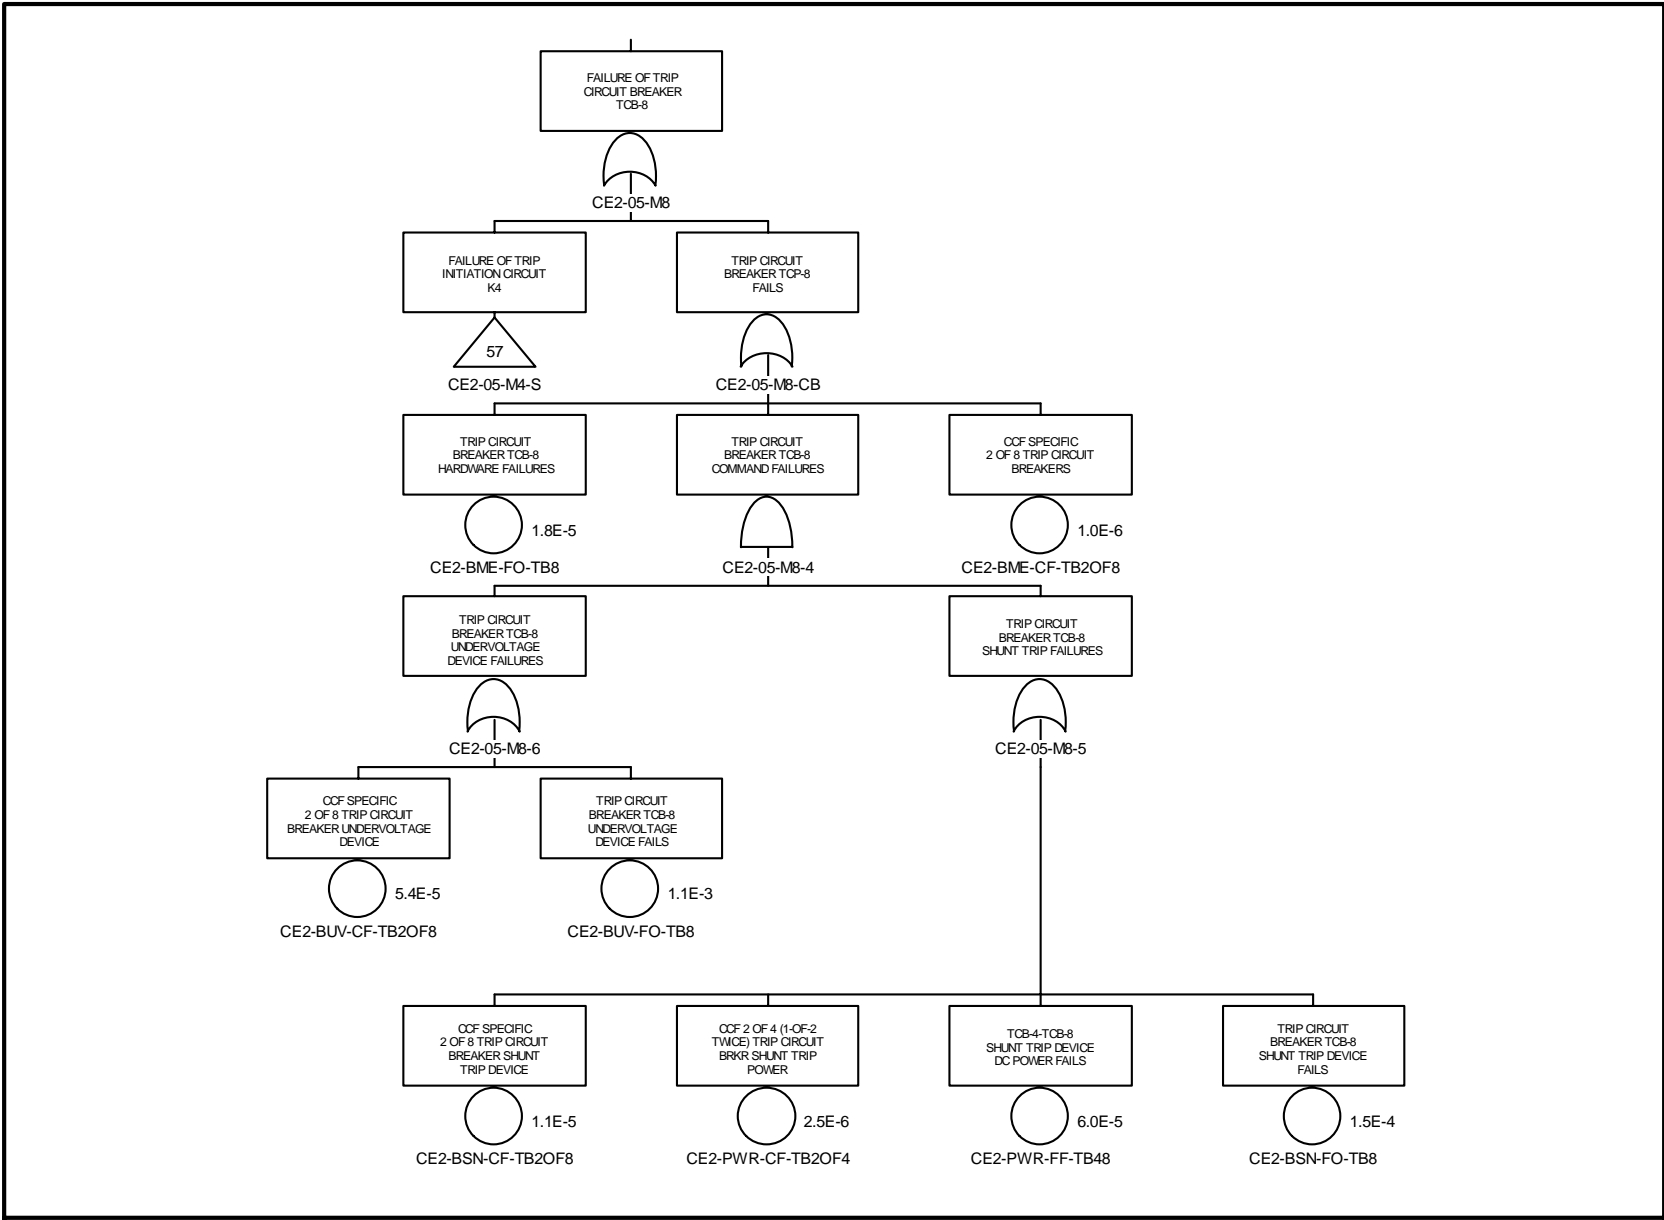 FAILURE OF TRIP
CIRCUIT BREAKER
TCB-8
CE2-05-M8
FAILURE OF TRIP
INITIATION CIRCUIT
K4
TRIP CIRCUIT
BREAKER TCP-8
FAILS
57
CE2-05-M4-S
CE2-05-M8-CB
TRIP CIRCUIT
BREAKER TCB-8
HARDWARE FAILURES
TRIP CIRCUIT
BREAKER TCB-8
COMMAND FAILURES
CCF SPECIFIC
2 OF 8 TRIP CIRCUIT
BREAKERS
1.8E-5
1.0E-6
CE2-BME-FO-TB8
CE2-05-M8-4
CE2-BME-CF-TB2OF8
TRIP CIRCUIT
BREAKER TCB-8
UNDERVOLTAGE
DEVICE FAILURES
TRIP CIRCUIT
BREAKER TCB-8
SHUNT TRIP FAILURES
CE2-05-M8-6
CE2-05-M8-5
CCF SPECIFIC
2 OF 8 TRIP CIRCUIT
BREAKER UNDERVOLTAGE
DEVICE
TRIP CIRCUIT
BREAKER TCB-8
UNDERVOLTAGE
DEVICE FAILS
5.4E-5
1.1E-3
CE2-BUV-CF-TB2OF8
CE2-BUV-FO-TB8
CCF SPECIFIC
2 OF 8 TRIP CIRCUIT
BREAKER SHUNT
TRIP DEVICE
CCF 2 OF 4 (1-OF-2
TWICE) TRIP CIRCUIT
BRKR SHUNT TRIP
POWER
TCB-4-TCB-8
SHUNT TRIP DEVICE
DC POWER FAILS
TRIP CIRCUIT
BREAKER TCB-8
SHUNT TRIP DEVICE
FAILS
1.1E-5
2.5E-6
6.0E-5
1.5E-4
CE2-BSN-CF-TB2OF8
CE2-PWR-CF-TB2OF4
CE2-PWR-FF-TB48
CE2-BSN-FO-TB8